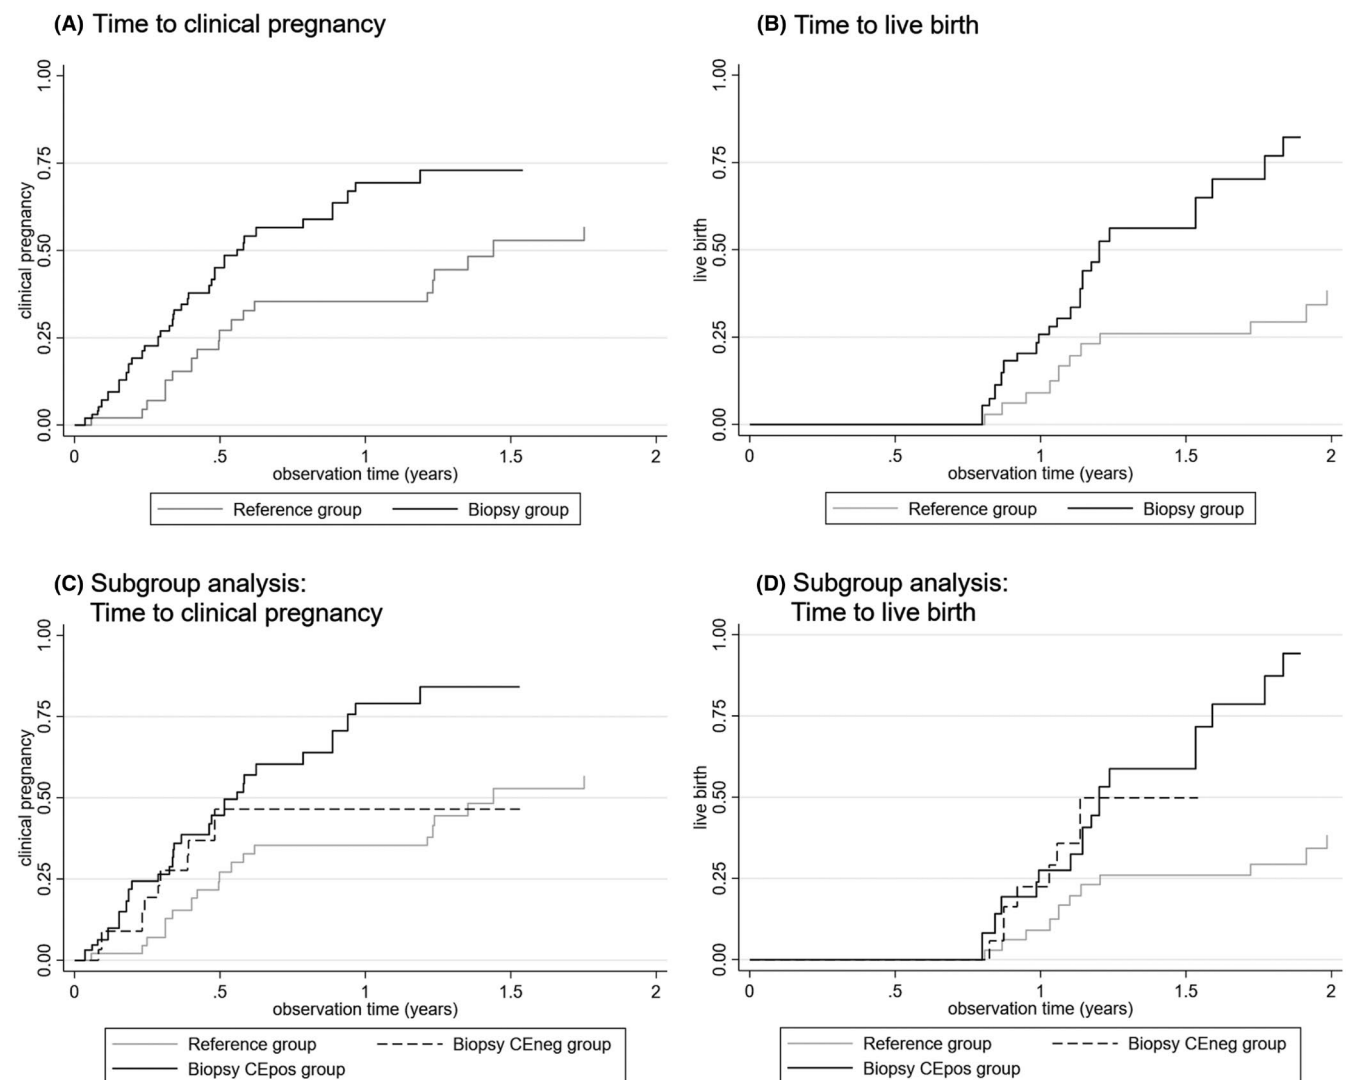 (A) Time to clinical pregnancy
1.00
0.75
0.50
0.25
0.00
clinical pregnancy
0 .5 1 1.5 2
observation time (years)
Reference group Biopsy group
(B) Time to live birth
1.00
0.75
0.50
0.25
0.00
live birth
0 .5 1 1.5 2
observation time (years)
Reference group Biopsy group
(C) Subgroup analysis:
Time to clinical pregnancy
1.00
0.75
0.50
0.25
0.00
clinical pregnancy
0 .5 1 1.5 2
observation time (years)
Reference group Biopsy CEneg group
Biopsy CEpos group
(D) Subgroup analysis:
Time to live birth
1.00
0.75
0.50
0.25
0.00
live birth
0 .5 1 1.5 2
observation time (years)
Reference group Biopsy CEneg group
Biopsy CEpos group